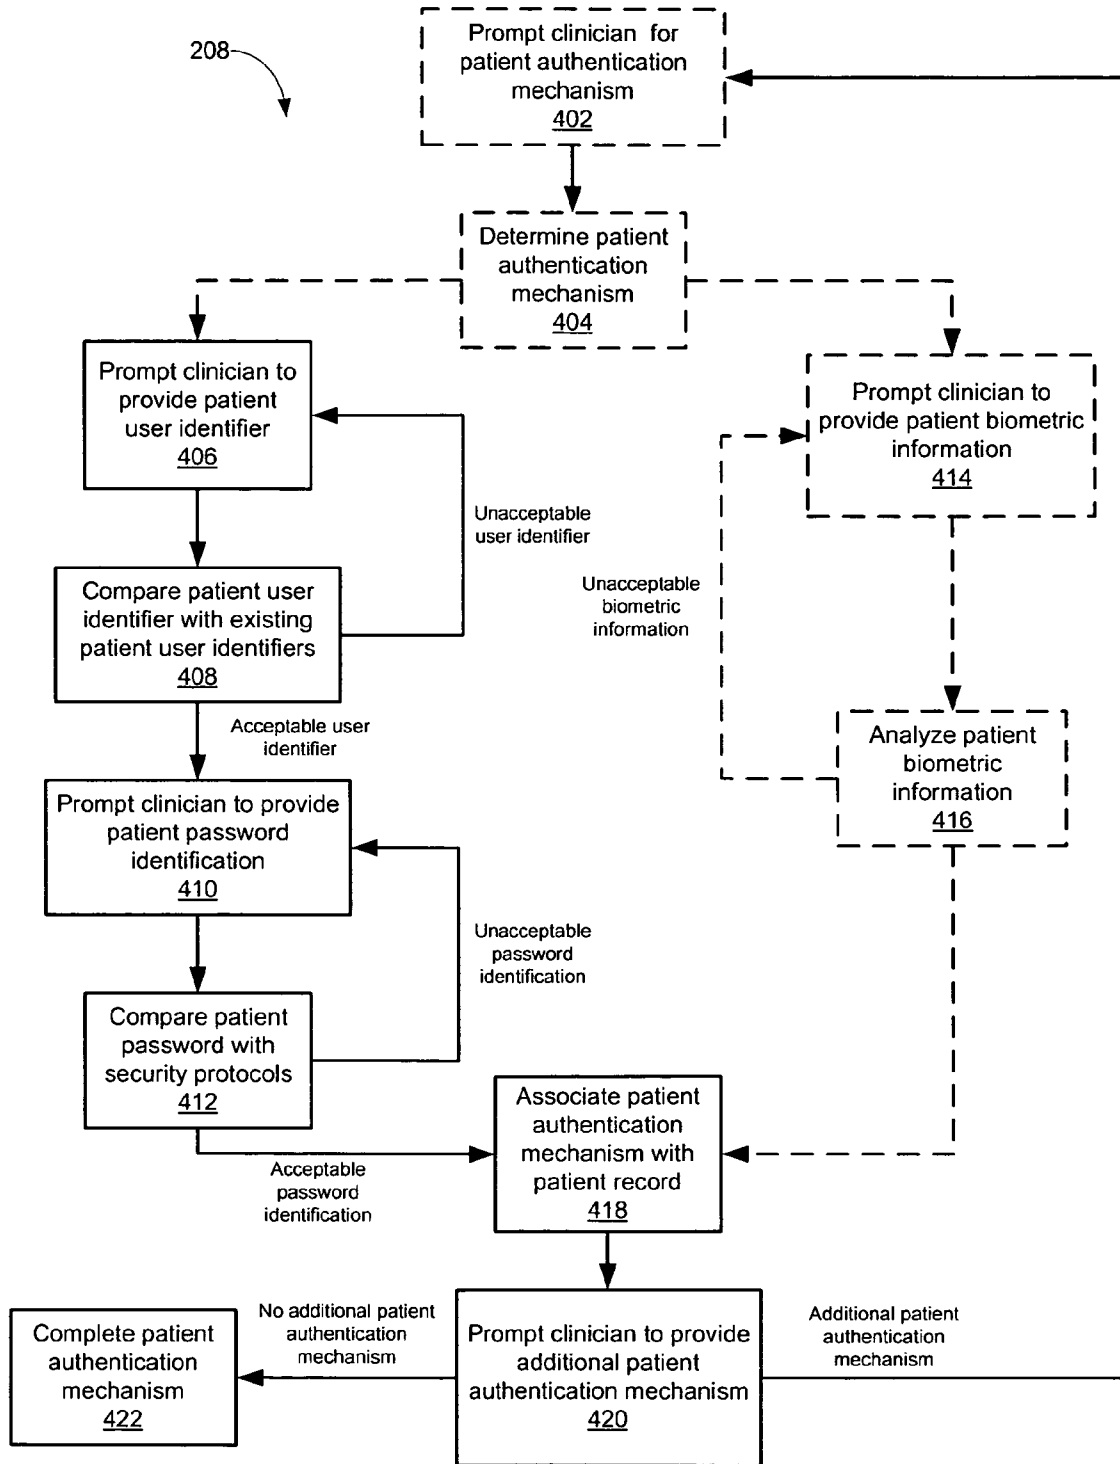 208
Prompt clinician for
patient authentication
mechanism
402
Determine patient
authentication
mechanism
404
Prompt clinician to
provide patient
user identifier
406
Prompt clinician to
provide patient biometric
information
414
Unacceptable
user identifier
Compare patient user
identifier with existing
patient user identifiers
408
Unacceptable
biometric
information
Acceptable user
identifier
Analyze patient
biometric
information
416
Prompt clinician to provide
patient password
identification
410
Unacceptable
password
identification
Compare patient
password with
security protocols
412
Acceptable
password
identification
Associate patient
authentication
mechanism with
patient record
418
No additional patient
authentication
mechanism
Prompt clinician to provide
additional patient
authentication mechanism
420
Additional patient
authentication
mechanism
Complete patient
authentication
mechanism
422